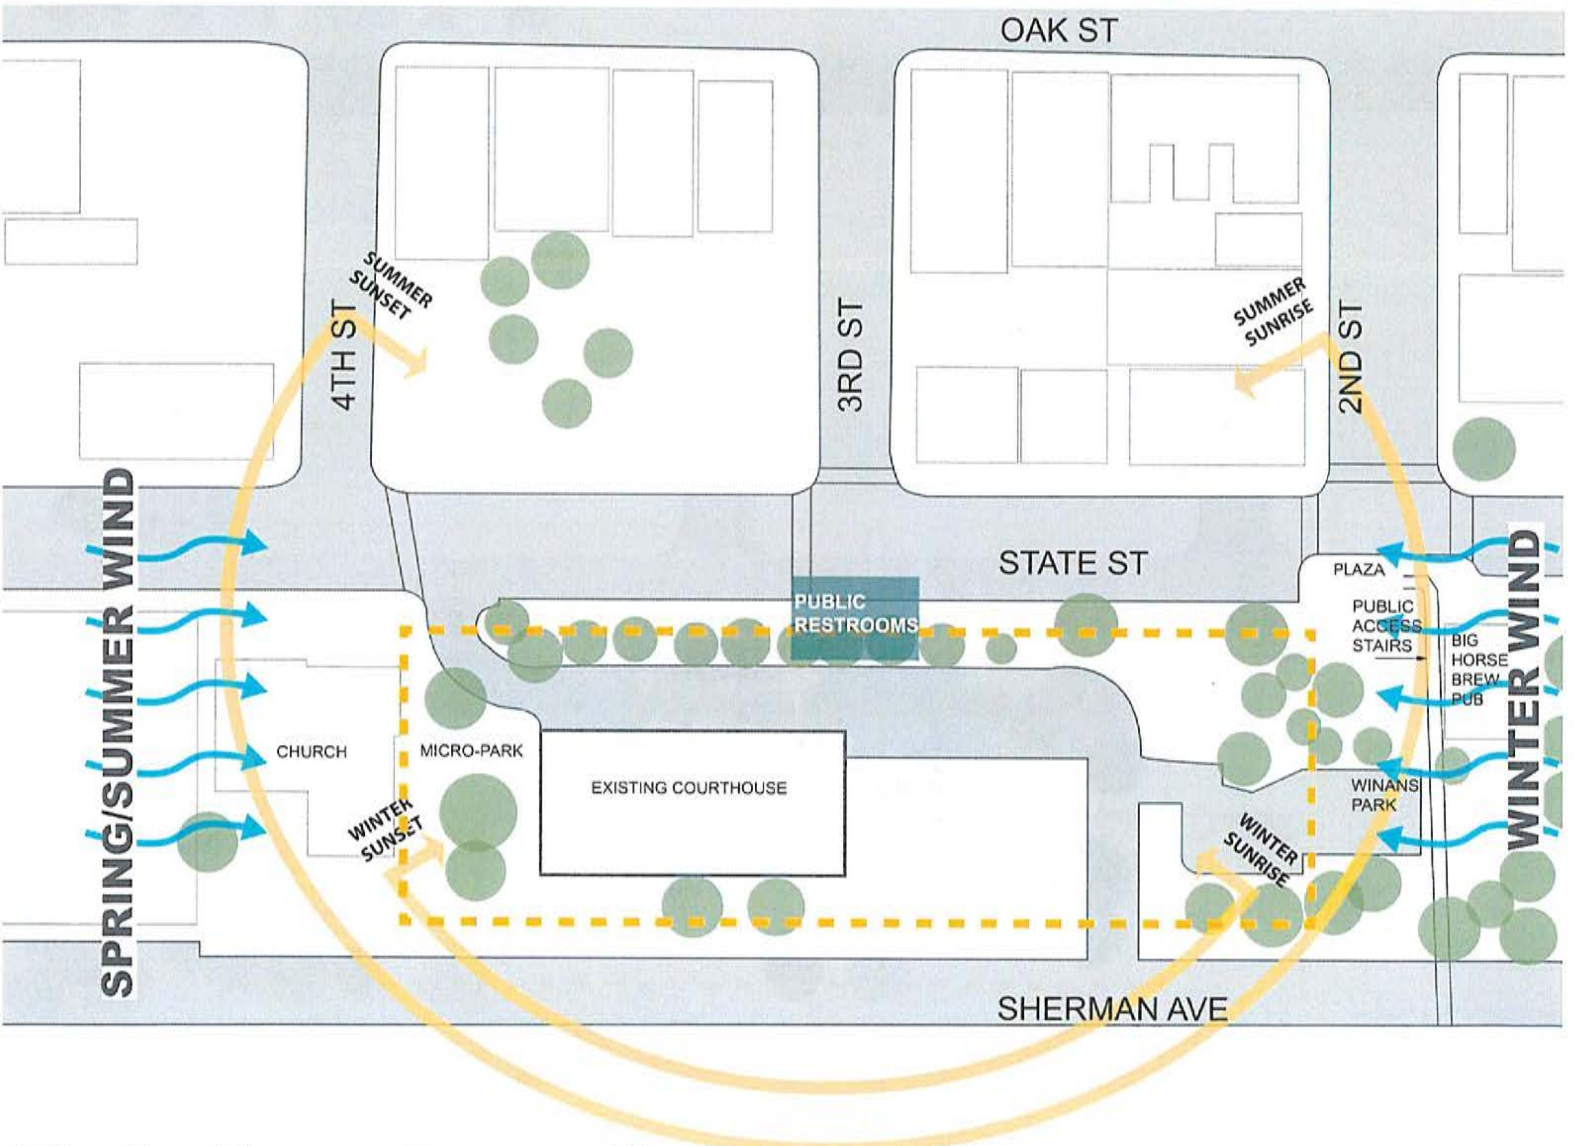 OAK ST
SUMMER
SUNSET
SUMMER
SUNRISE
4TH ST
3RD ST
2ND ST
SPRING/SUMMER WIND
WINTER WIND
STATE ST
PLAZA
PUBLIC
RESTROOMS
PUBLIC
ACCESS
STAIRS
BIG
HORSE
BREW
PUB
CHURCH
MICRO-PARK
EXISTING COURTHOUSE
WINANS
PARK
WINTER
SUNSET
WINTER
SUNRISE
SHERMAN AVE